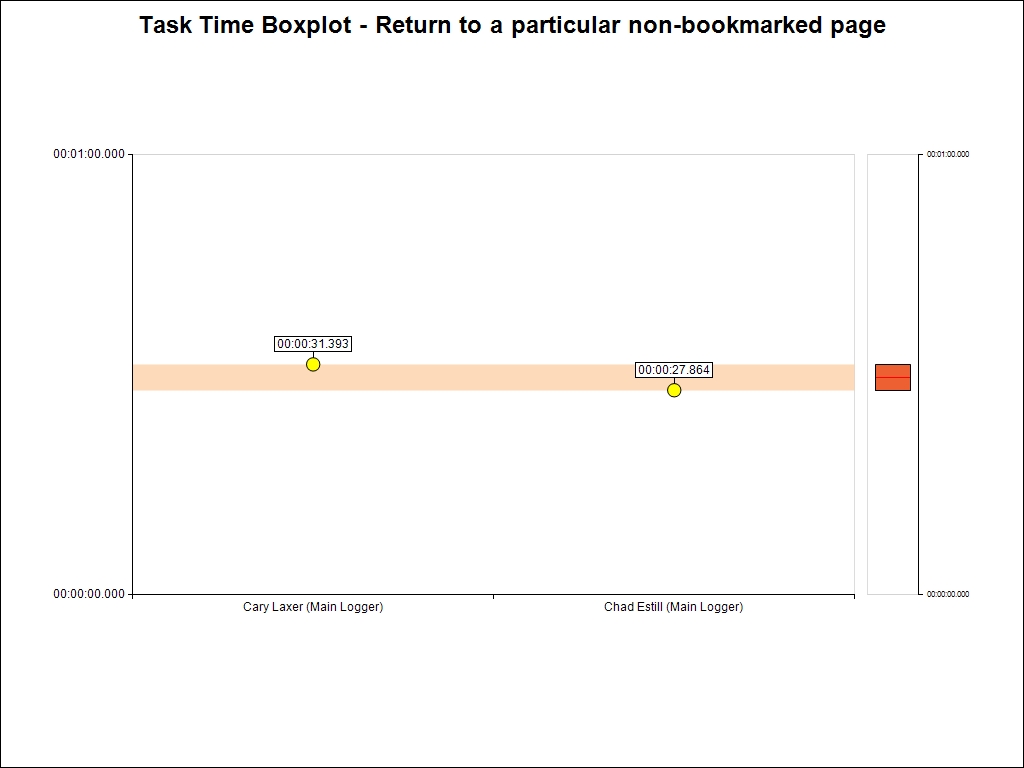 Task Time Boxplot - Return to a particular non-bookmarked page
00:01:00.000
00:01:00.000
00:00:31.393
00:00:27.864
00:00:00.000
00:00:00.000
Cary Laxer (Main Logger)
Chad Estill (Main Logger)